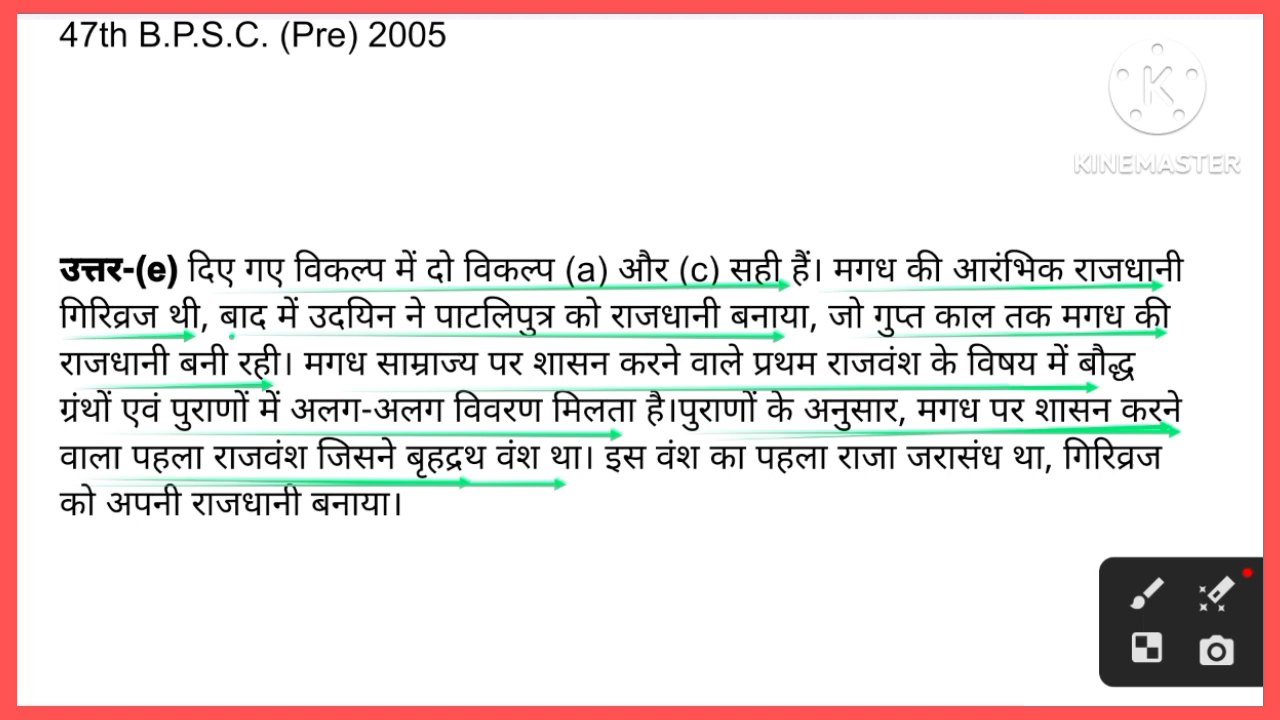 47th B.P.S.C. (Pre) 2005
KINEMASTER
उत्तर-(e) दिए गए विकल्प में दो विकल्प (a) और (c) सही हैं। मगध की आरंभिक राजधानी
गिरिव्रज थी, बाद में उदयिन ने पाटलिपुत्र को राजधानी बनाया, जो गुप्त काल तक मगध की
राजधानी बनी रही। मगध साम्राज्य पर शासन करने वाले प्रथम राजवंश के विषय में बौद्ध
ग्रंथों एवं पुराणों में अलग-अलग विवरण मिलता है।पुराणों के अनुसार, मगध पर शासन करने
वाला पहला राजवंश जिसने बृहद्रथ वंश था। इस वंश का पहला राजा जरासंध था, गिरिव्रज
को अपनी राजधानी बनाया।